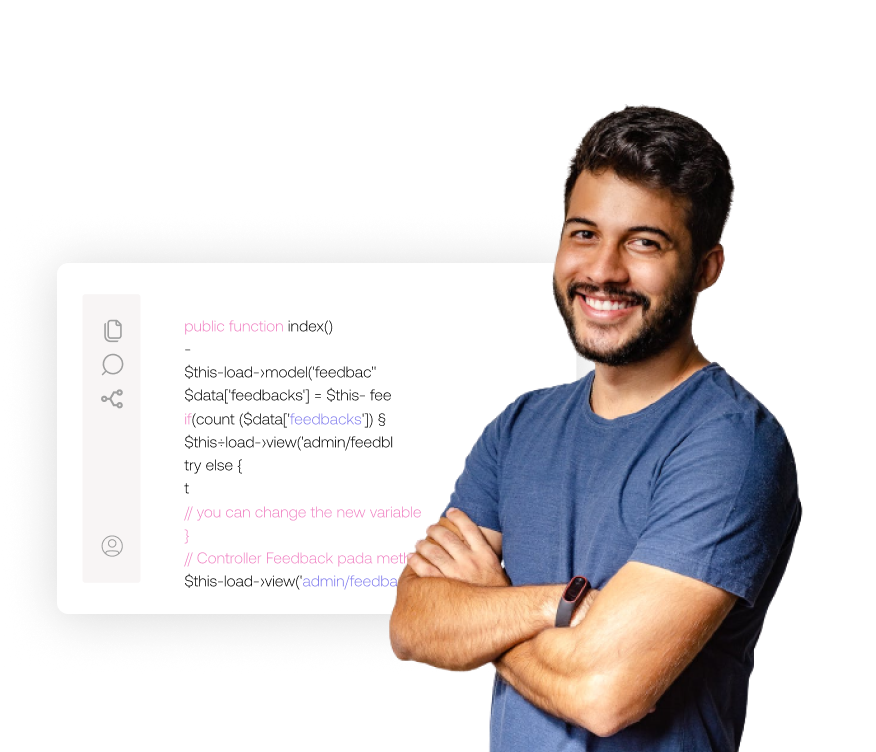 public function index()
-
$this-load->model('feedbac"
$data['feedbacks'] = $this- fee
if(count ($data['feedbacks']) §
$this÷load->view('admin/feedbl
try else {
t
// you can change the new variable
}
// Controller Feedback pada meth
$this-load->view('admin/feedba